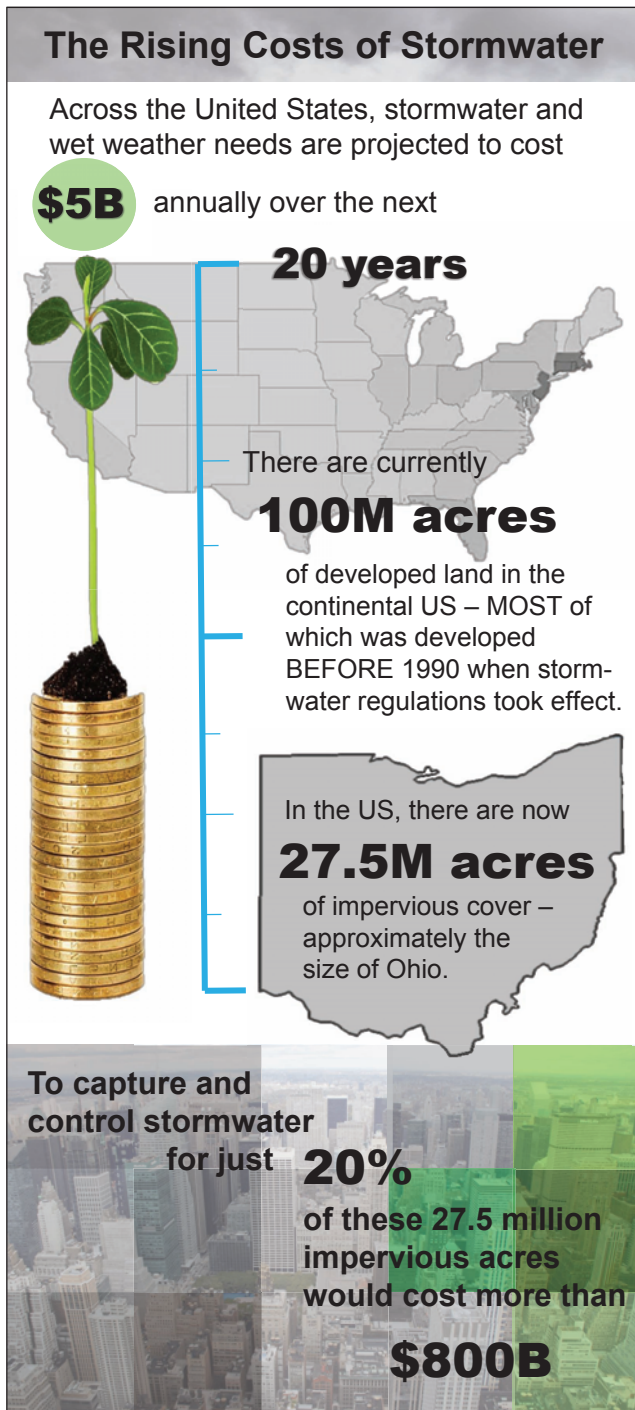 The Rising Costs of Stormwater
Across the United States, stormwater and
wet weather needs are projected to cost
$5B annually over the next
20 years
There are currently
100M acres
of developed land in the
continental US – MOST of
which was developed
BEFORE 1990 when storm-
water regulations took effect.
In the US, there are now
27.5M acres
of impervious cover –
approximately the
size of Ohio.
To capture and
control stormwater
for just 20%
of these 27.5 million
impervious acres
would cost more than
$800B